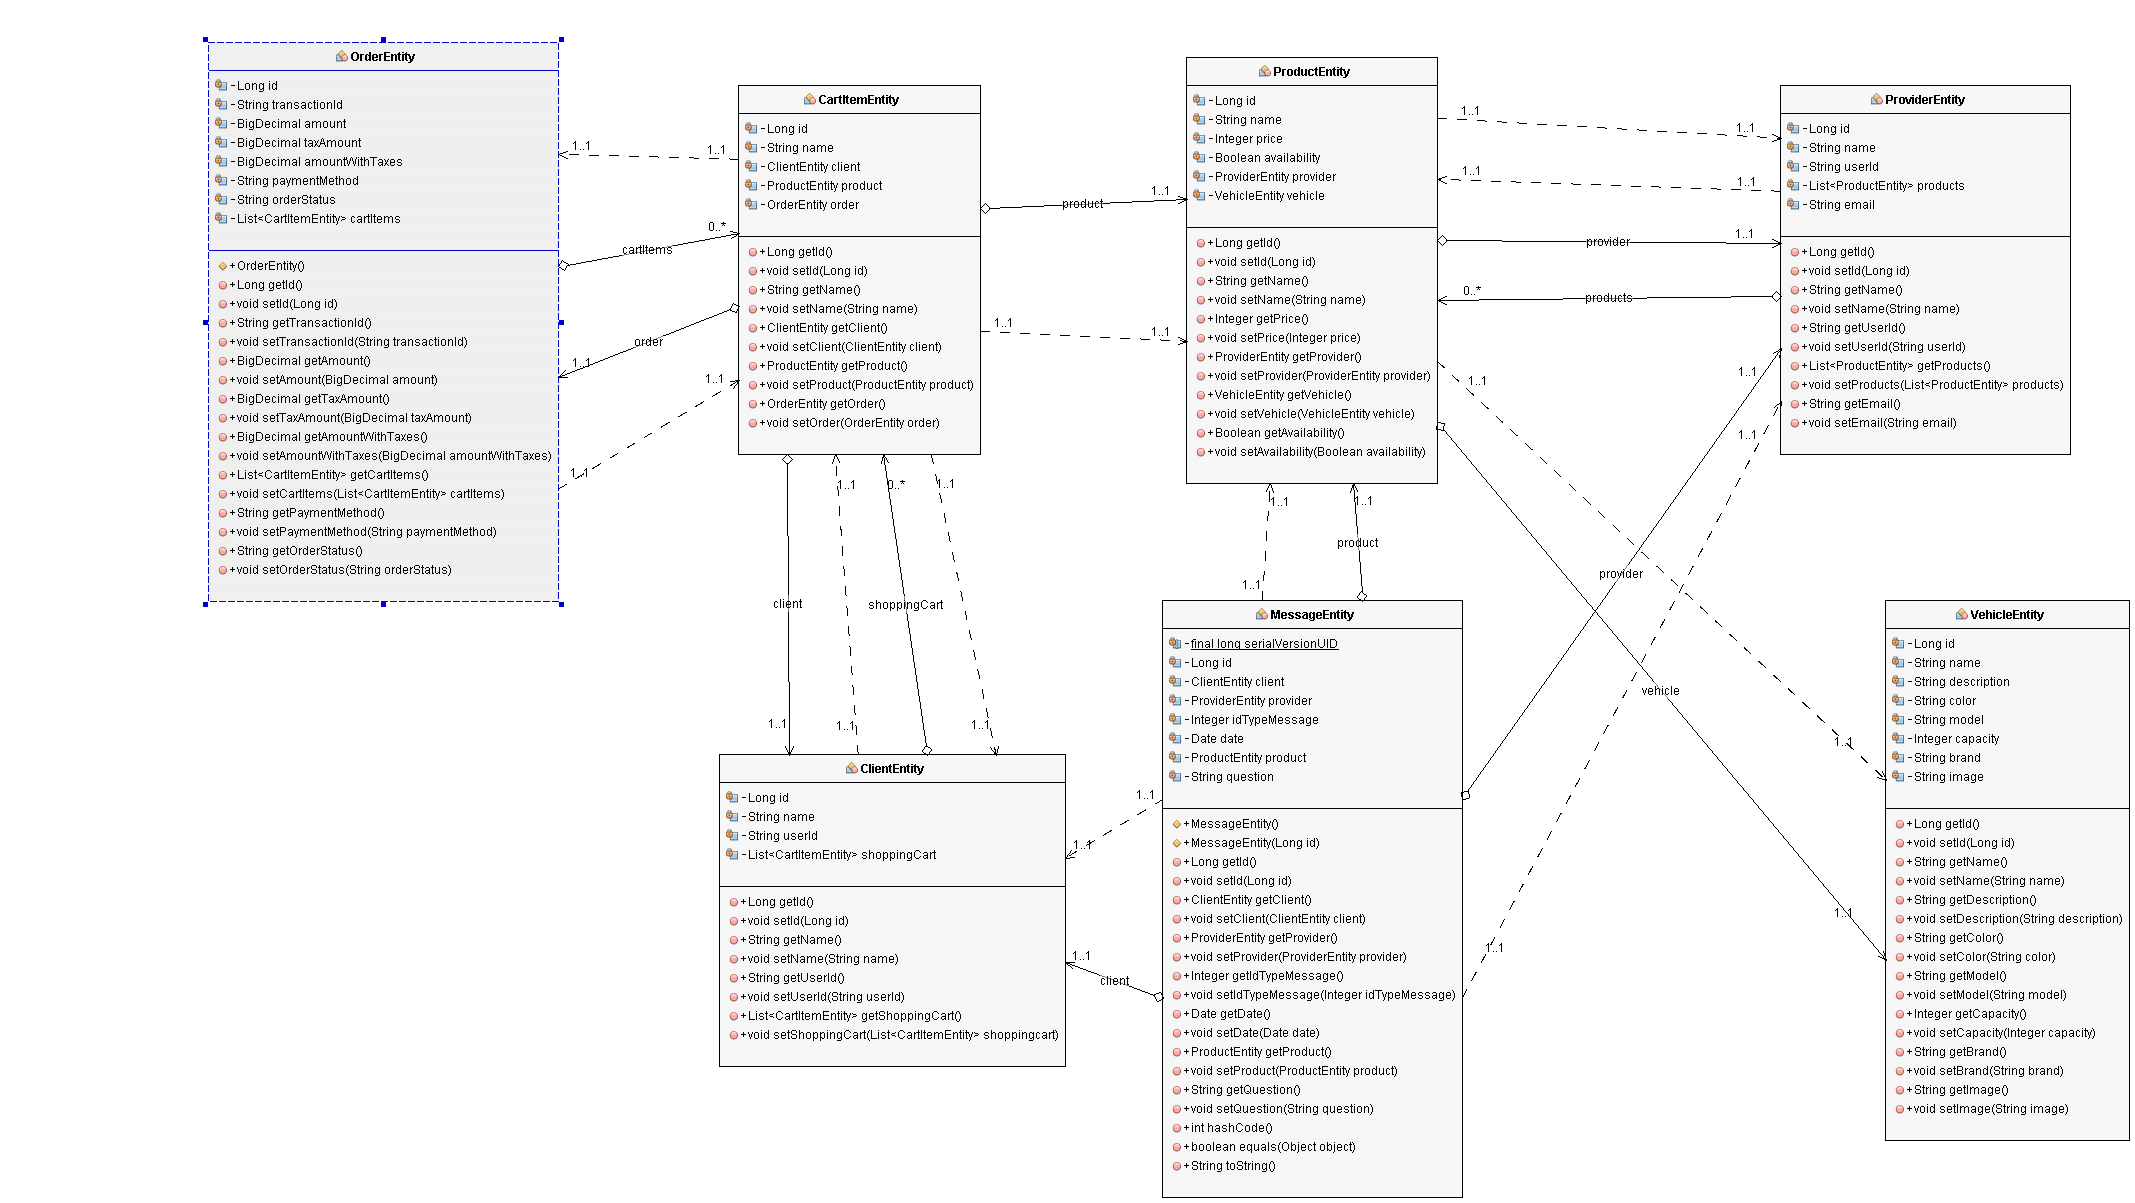 OrderEntity
-Long id
-String transactionId
-BigDecimal amount
-BigDecimal taxAmount
-BigDecimal amountWithTaxes
-String paymentMethod
-String orderStatus
-List<CartItemEntity> cartItems
+OrderEntity()
+Long getId()
+void setId(Long id)
+String getTransactionId()
+void setTransactionId(String transactionId)
+BigDecimal getAmount()
+void setAmount(BigDecimal amount)
+BigDecimal getTaxAmount()
+void setTaxAmount(BigDecimal taxAmount)
+BigDecimal getAmountWithTaxes()
+void setAmountWithTaxes(BigDecimal amountWithTaxes)
+List<CartItemEntity> getCartItems()
+void setCartItems(List<CartItemEntity> cartItems)
+String getPaymentMethod()
+void setPaymentMethod(String paymentMethod)
+String getOrderStatus()
+void setOrderStatus(String orderStatus)
1..1
1..1
0..*
cartItems
order
1..1
1..1
1..1
CartItemEntity
-Long id
-String name
-ClientEntity client
-ProductEntity product
-OrderEntity order
+Long getId()
+void setId(Long id)
+String getName()
+void setName(String name)
+ClientEntity getClient()
+void setClient(ClientEntity client)
+ProductEntity getProduct()
+void setProduct(ProductEntity product)
+OrderEntity getOrder()
+void setOrder(OrderEntity order)
1..1
product
1..1
1..1
ProductEntity
-Long id
-String name
-Integer price
-Boolean availability
-ProviderEntity provider
-VehicleEntity vehicle
+Long getId()
+void setId(Long id)
+String getName()
+void setName(String name)
+Integer getPrice()
+void setPrice(Integer price)
+ProviderEntity getProvider()
+void setProvider(ProviderEntity provider)
+VehicleEntity getVehicle()
+void setVehicle(VehicleEntity vehicle)
+Boolean getAvailability()
+void setAvailability(Boolean availability)
1..1
1..1
1..1
1..1
1..1
provider
0..*
products
1..1
1..1
1..1
ProviderEntity
-Long id
-String name
-String userId
-List<ProductEntity> products
-String email
+Long getId()
+void setId(Long id)
+String getName()
+void setName(String name)
+String getUserId()
+void setUserId(String userId)
+List<ProductEntity> getProducts()
+void setProducts(List<ProductEntity> products)
+String getEmail()
+void setEmail(String email)
1..1
0..*
1..1
client
shoppingCart
1..1
1..1
1..1
1..1
1..1
product
1..1
provider
vehicle
1..1
1..1
1..1
ClientEntity
-Long id
-String name
-String userId
-List<CartItemEntity> shoppingCart
+Long getId()
+void setId(Long id)
+String getName()
+void setName(String name)
+String getUserId()
+void setUserId(String userId)
+List<CartItemEntity> getShoppingCart()
+void setShoppingCart(List<CartItemEntity> shoppingcart)
1..1
1..1
1..1
client
MessageEntity
-final long serialVersionUID
-Long id
-ClientEntity client
-ProviderEntity provider
-Integer idTypeMessage
-Date date
-ProductEntity product
-String question
+MessageEntity()
+MessageEntity(Long id)
+Long getId()
+void setId(Long id)
+ClientEntity getClient()
+void setClient(ClientEntity client)
+ProviderEntity getProvider()
+void setProvider(ProviderEntity provider)
+Integer getIdTypeMessage()
+void setIdTypeMessage(Integer idTypeMessage)
+Date getDate()
+void setDate(Date date)
+ProductEntity getProduct()
+void setProduct(ProductEntity product)
+String getQuestion()
+void setQuestion(String question)
+int hashCode()
+boolean equals(Object object)
+String toString()
VehicleEntity
-Long id
-String name
-String description
-String color
-String model
-Integer capacity
-String brand
-String image
+Long getId()
+void setId(Long id)
+String getName()
+void setName(String name)
+String getDescription()
+void setDescription(String description)
+String getColor()
+void setColor(String color)
+String getModel()
+void setModel(String model)
+Integer getCapacity()
+void setCapacity(Integer capacity)
+String getBrand()
+void setBrand(String brand)
+String getImage()
+void setImage(String image)